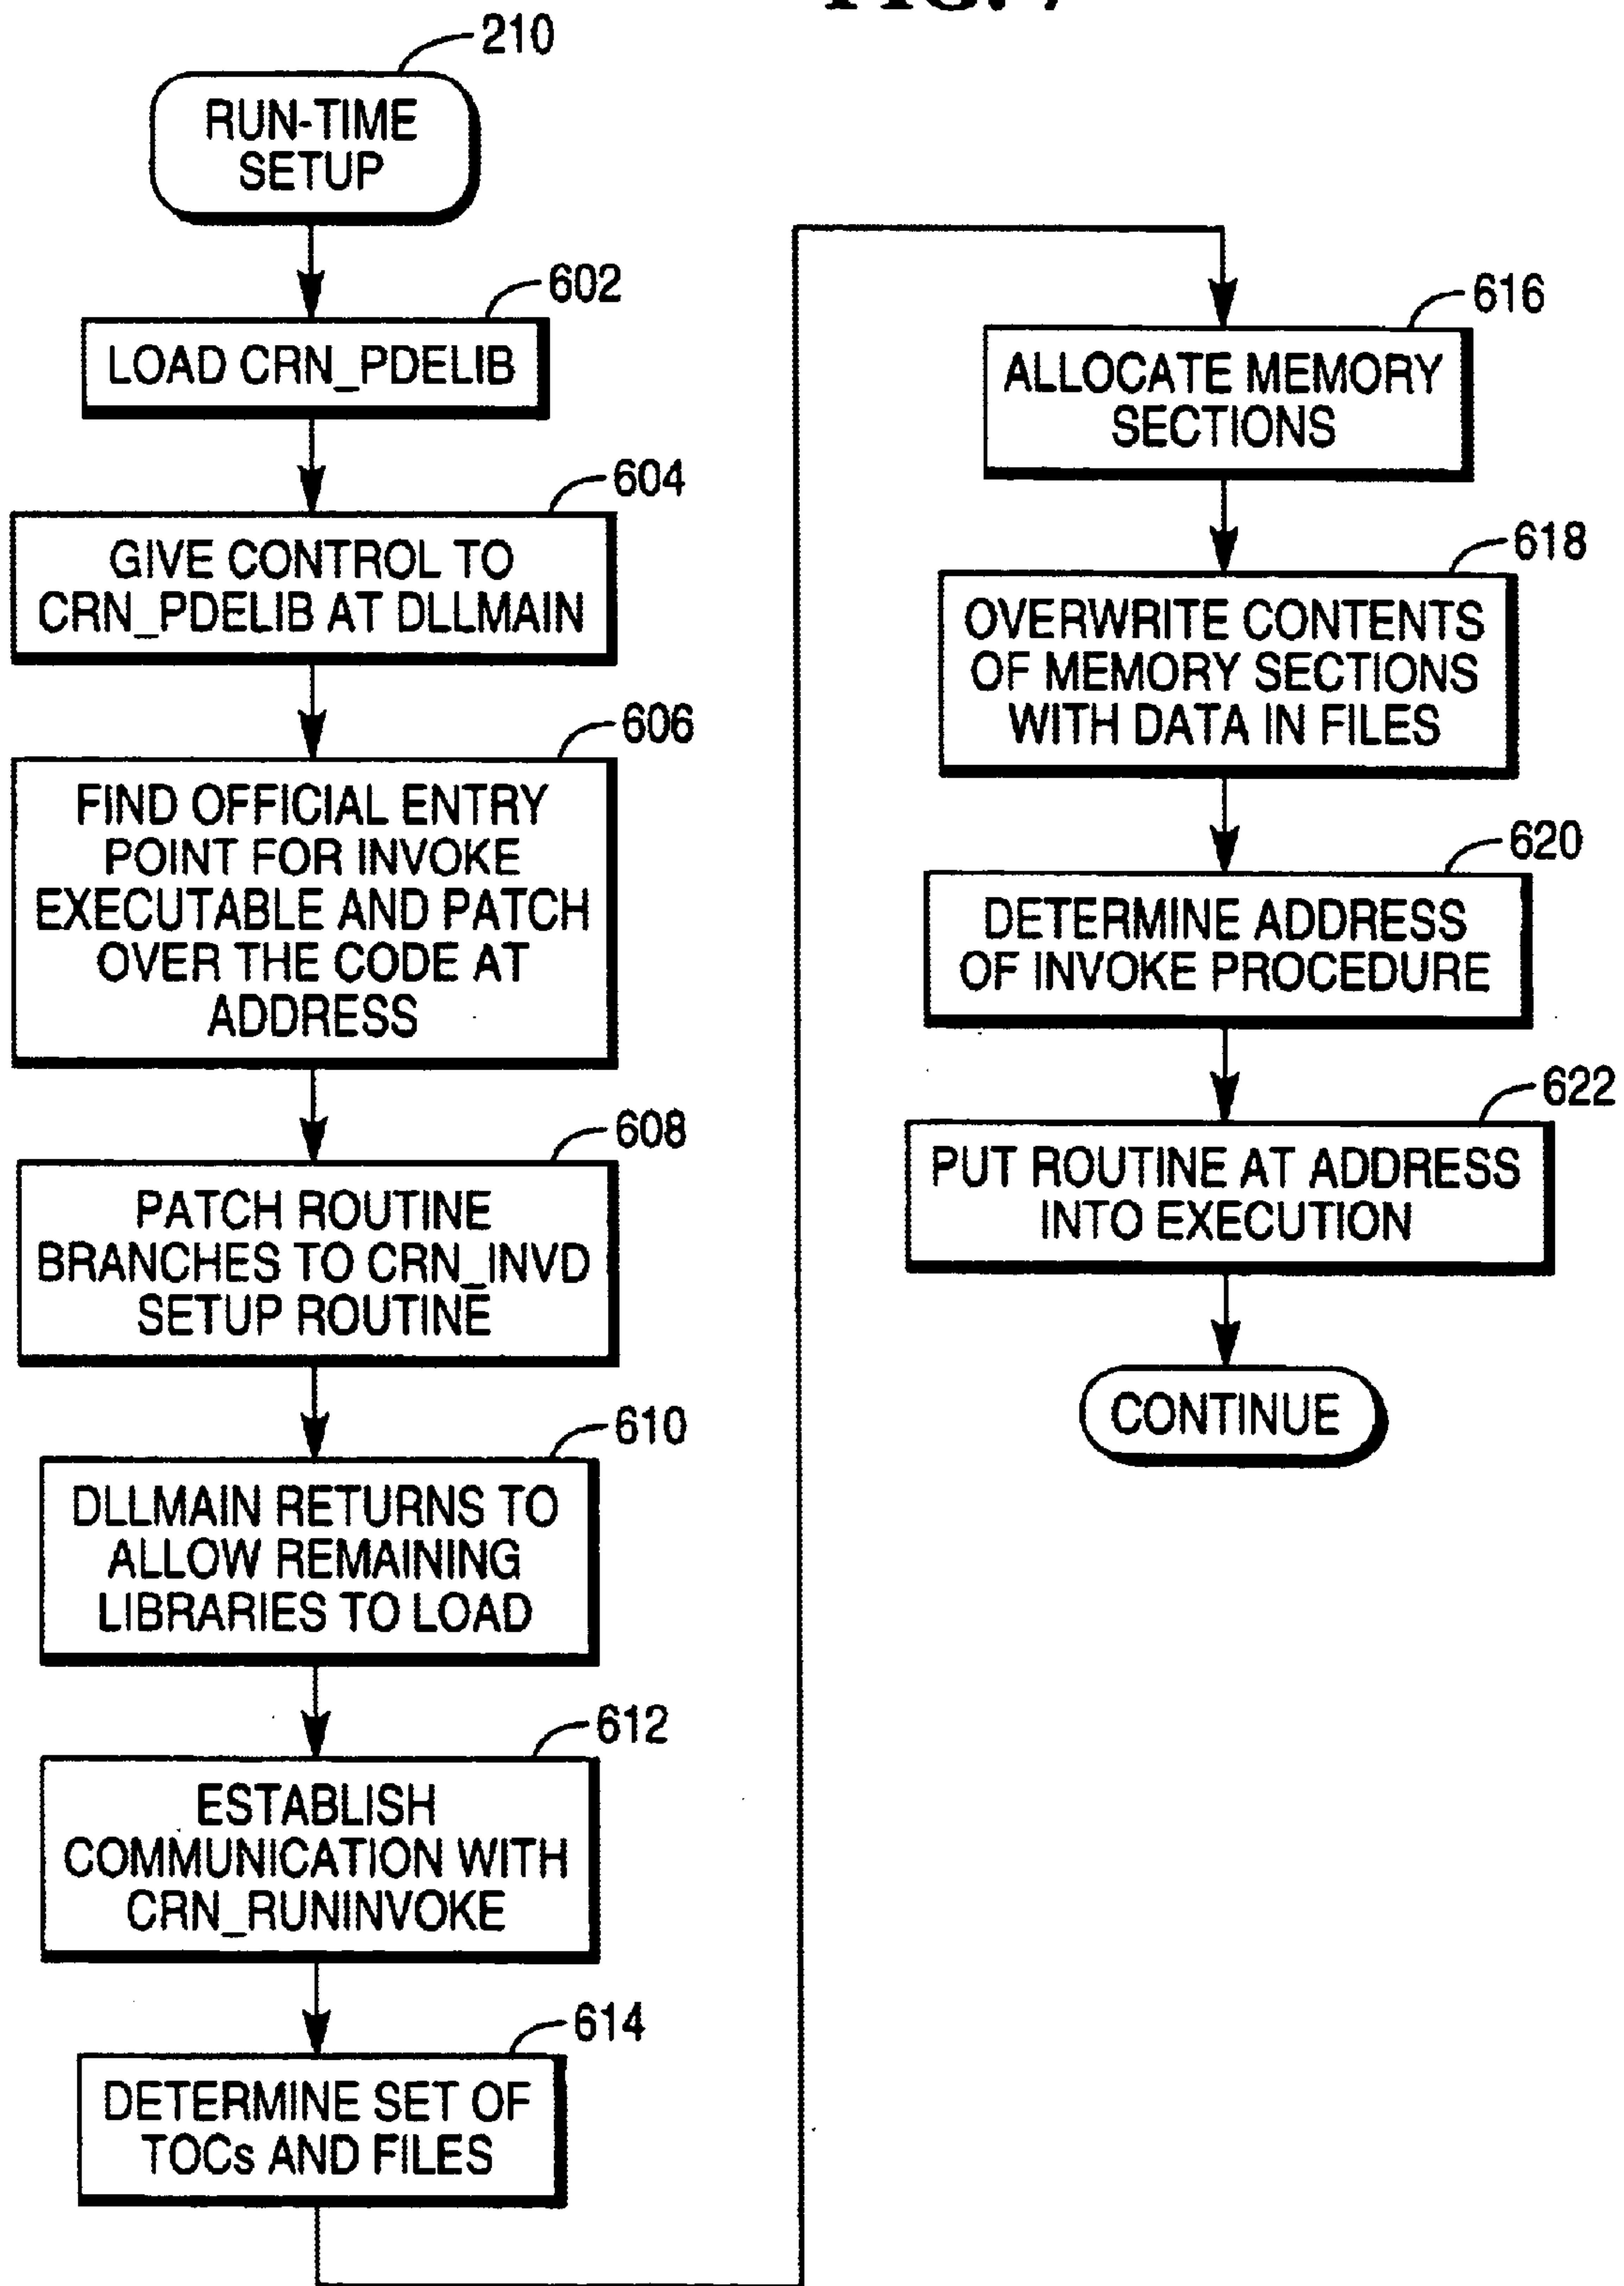 FIG. 7
210
RUN-TIME
SETUP
602
LOAD CRN_PDELIB
604
GIVE CONTROL TO
CRN_PDELIB AT DLLMAIN
606
FIND OFFICIAL ENTRY
POINT FOR INVOKE
EXECUTABLE AND PATCH
OVER THE CODE AT
ADDRESS
608
PATCH ROUTINE
BRANCHES TO CRN_INVD
SETUP ROUTINE
610
DLLMAIN RETURNS TO
ALLOW REMAINING
LIBRARIES TO LOAD
612
ESTABLISH
COMMUNICATION WITH
CRN_RUNINVOKE
614
DETERMINE SET OF
TOCs AND FILES
616
ALLOCATE MEMORY
SECTIONS
618
OVERWRITE CONTENTS
OF MEMORY SECTIONS
WITH DATA IN FILES
620
DETERMINE ADDRESS
OF INVOKE PROCEDURE
622
PUT ROUTINE AT ADDRESS
INTO EXECUTION
CONTINUE